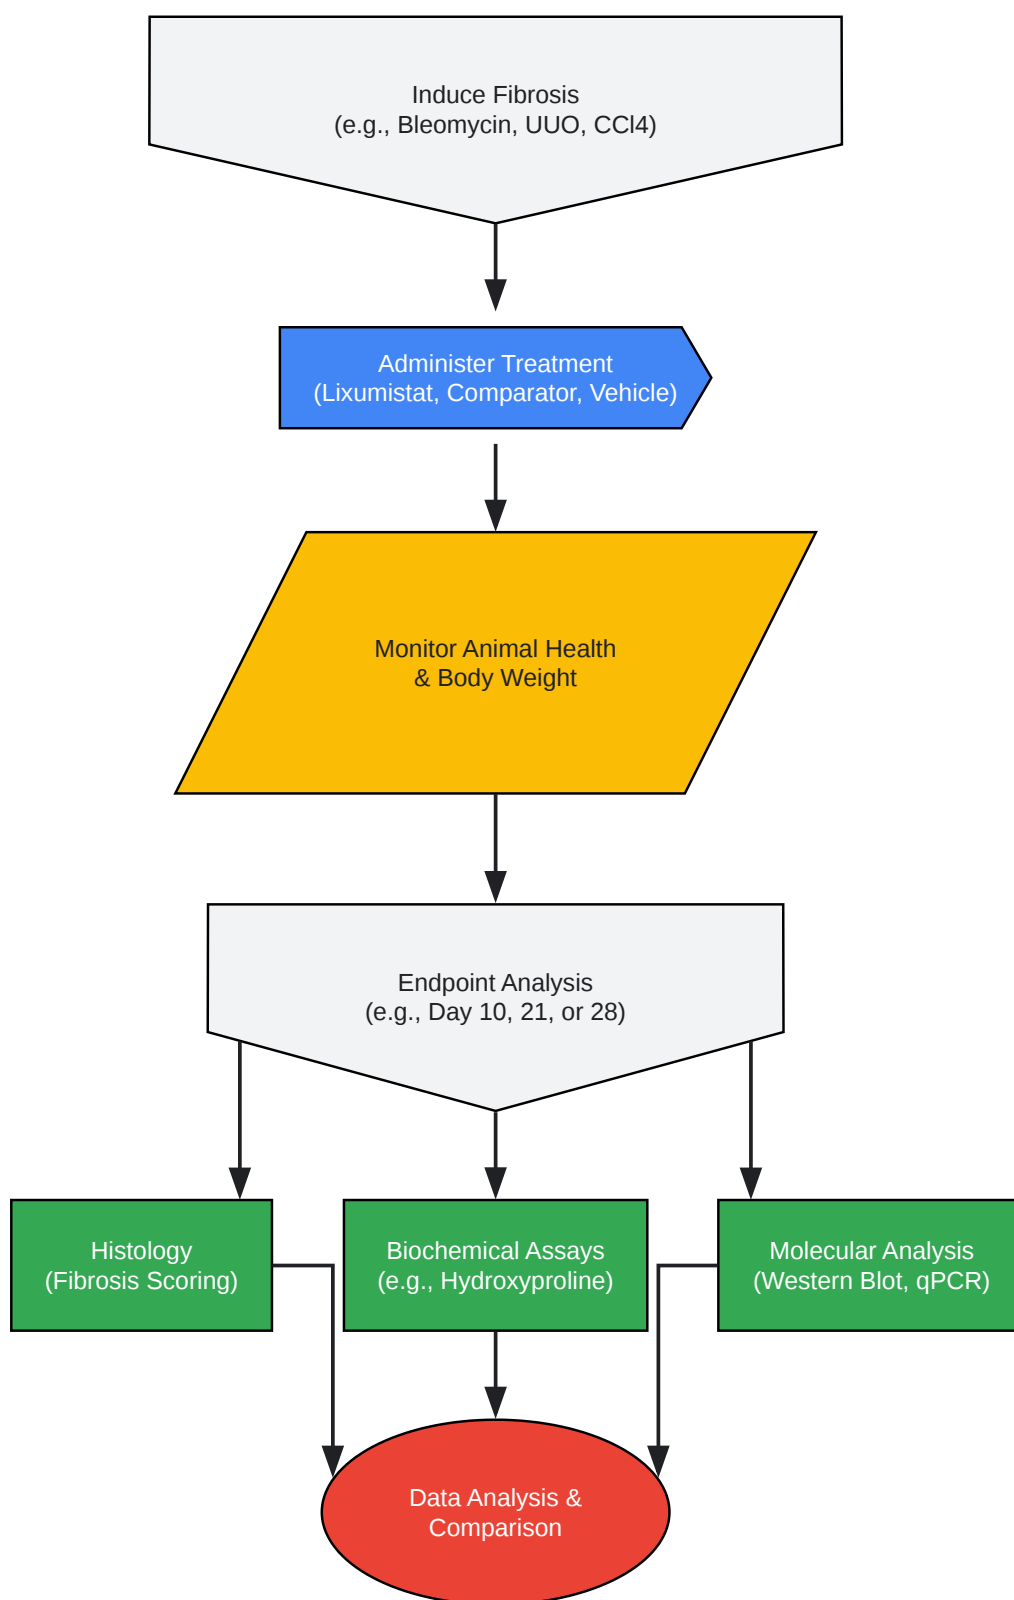 Induce Fibrosis
(e.g., Bleomycin, UUO, CCl4)
Administer Treatment
(Lixumistat, Comparator, Vehicle)
Monitor Animal Health
& Body Weight
Endpoint Analysis
(e.g., Day 10, 21, or 28)
Histology
(Fibrosis Scoring)
Biochemical Assays
(e.g., Hydroxyproline)
Molecular Analysis
(Western Blot, qPCR)
Data Analysis &
Comparison